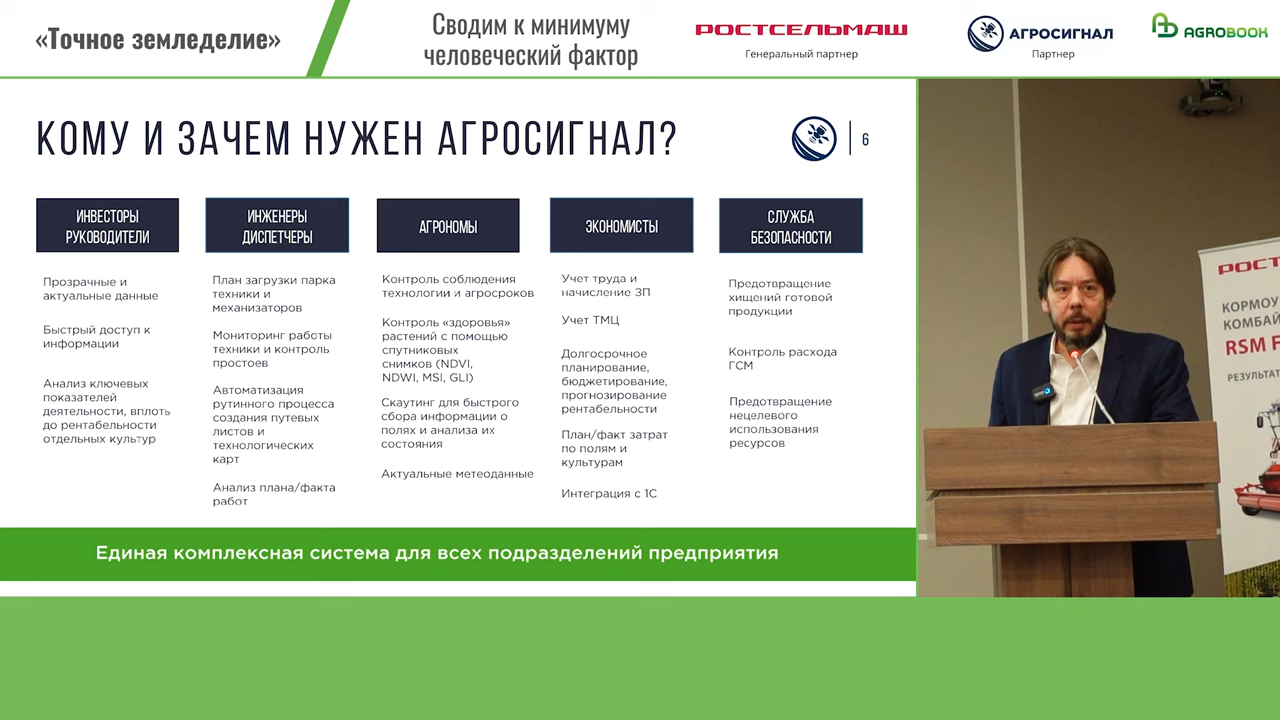 «Точное земледелие»
Сводим к минимуму
человеческий фактор
РОСТСЕЛЬМАШ
Генеральный партнер
АГРОСИГНАЛ
Партнер
AGROBOOK
КОМУ И ЗАЧЕМ НУЖЕН АГРОСИГНАЛ?
6
ИНВЕСТОРЫ
РУКОВОДИТЕЛИ
Прозрачные и
актуальные данные
Быстрый доступ к
информации
Анализ ключевых
показателей
деятельности, вплоть
до рентабельности
отдельных культур
ИНЖЕНЕРЫ
ДИСПЕТЧЕРЫ
План загрузки парка
техники и
механизаторов
Мониторинг работы
техники и контроль
простоев
Автоматизация
рутинного процесса
создания путевых
листов и
технологических
карт
Анализ плана/факта
работ
АГРОНОМЫ
Контроль соблюдения
технологии и агросроков
Контроль «здоровья»
растений с помощью
спутниковых
снимков (NDVI,
NDWI, MSI, GLI)
Скаутинг для быстрого
сбора информации о
полях и анализа их
состояния
Актуальные метеоданные
ЭКОНОМИСТЫ
Учет труда и
начисление ЗП
Учет ТМЦ
Долгосрочное
планирование,
бюджетирование,
прогнозирование
рентабельности
План/факт затрат
по полям и
культурам
Интеграция с 1С
СЛУЖБА
БЕЗОПАСНОСТИ
Предотвращение
хищений готовой
продукции
Контроль расхода
ГСМ
Предотвращение
нецелевого
использования
ресурсов
Единая комплексная система для всех подразделений предприятия
RSM